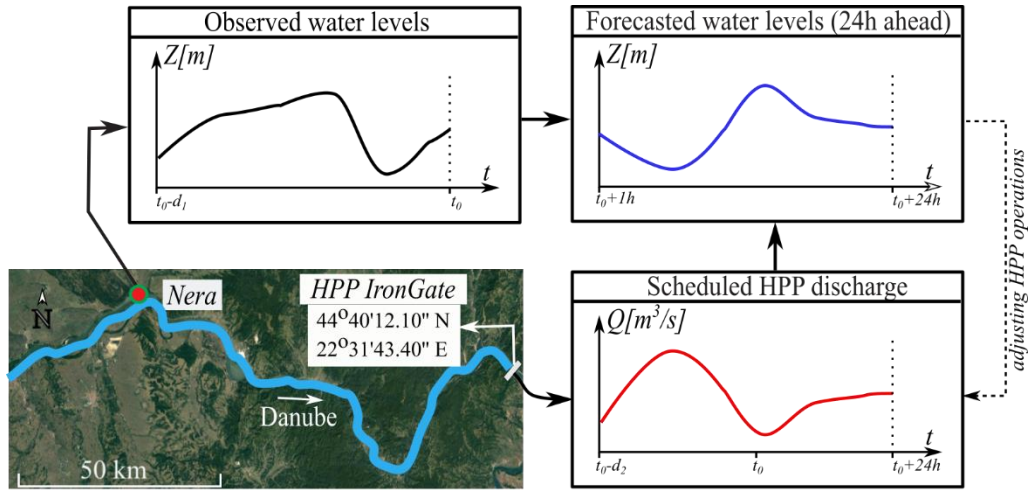 Observed water levels
Z[m]
t
t₀-d₁
t₀
Forecasted water levels (24h ahead)
Z[m]
t
t₀+1h
t₀+24h
adjusting HPP operations
N
Nera
HPP IronGate
44°40'12.10" N
22°31'43.40" E
Danube
50 km
Scheduled HPP discharge
Q[m³/s]
t
t₀-d₂
t₀
t₀+24h